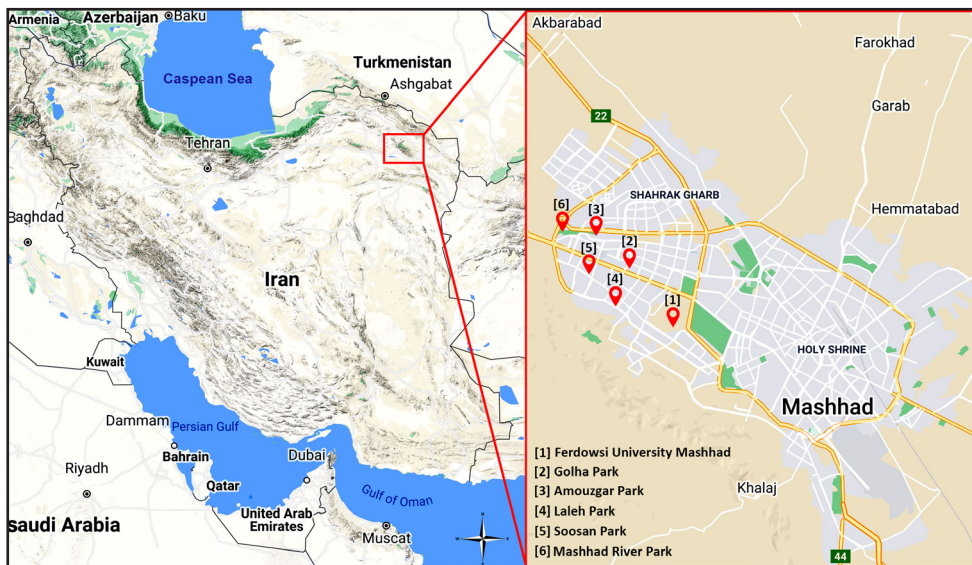 Armenia
Azerbaijan
Baku
Caspean Sea
Turkmenistan
Ashgabat
Tehran
Baghdad
Iran
Kuwait
Dammam
Persian Gulf
Bahrain
Dubai
Riyadh
Qatar
Gulf of Oman
United Arab
Emirates
saudi Arabia
Muscat
N
W
E
S
Akbarabad
Farokhad
22
Garab
SHAHRAK GHARB
Hemmatabad
[6]
[3]
[5]
[2]
[4]
[1]
HOLY SHRINE
Mashhad
Khalaj
44
[1] Ferdowsi University Mashhad
[2] Golha Park
[3] Amouzgar Park
[4] Laleh Park
[5] Soosan Park
[6] Mashhad River Park